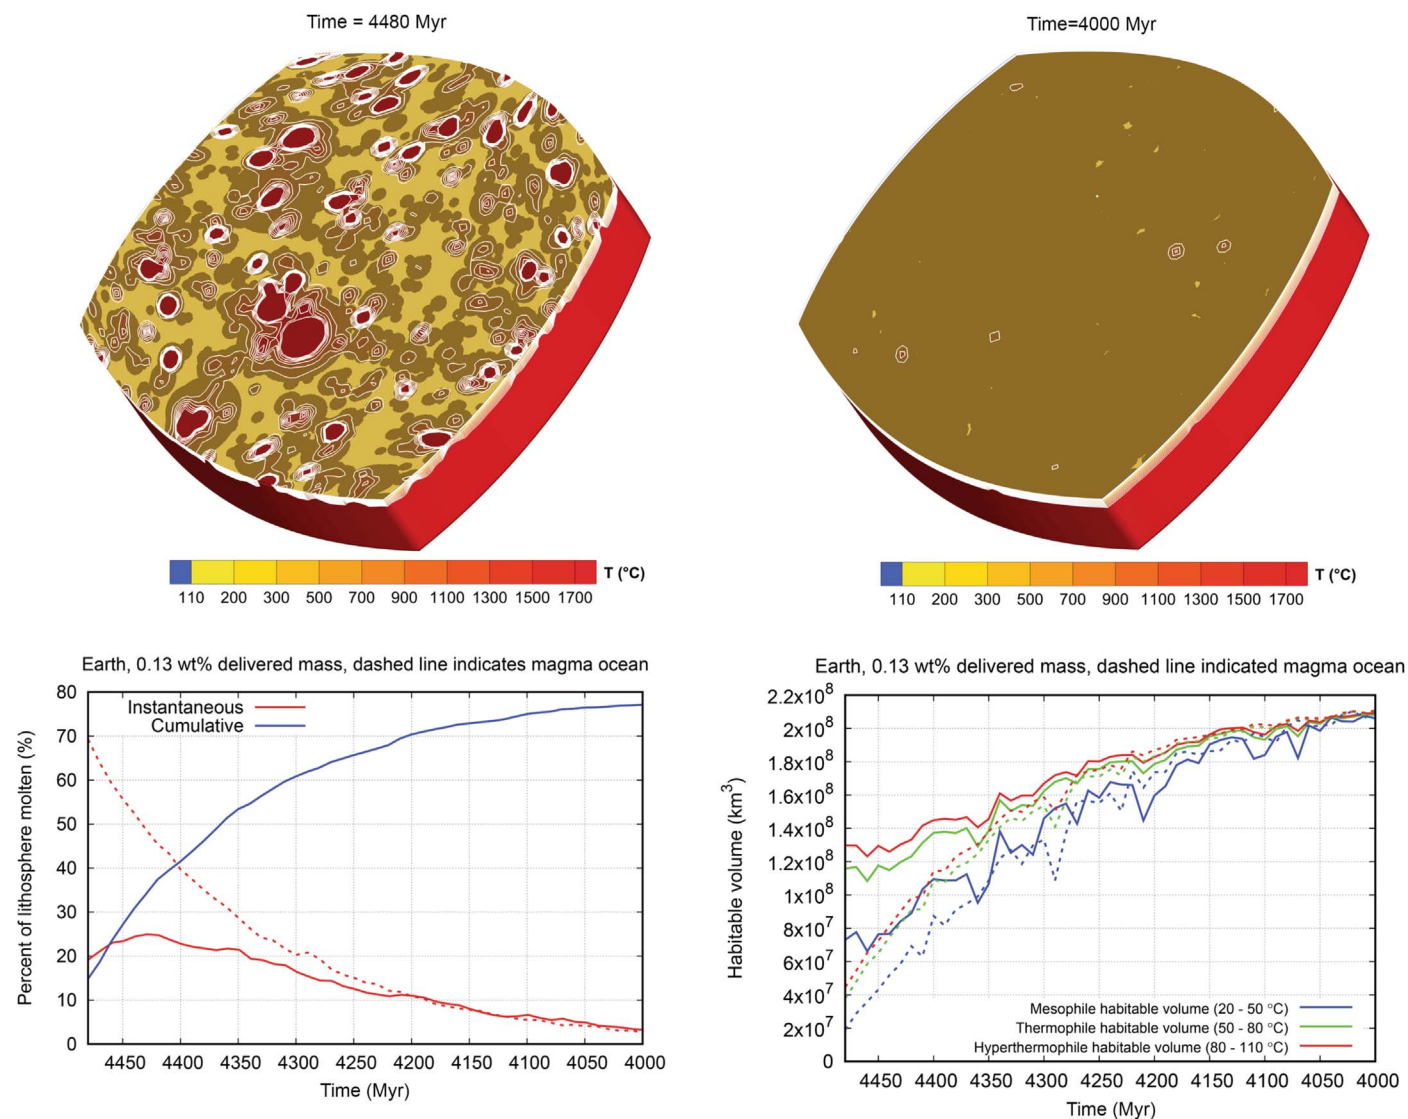 Time = 4480 Myr
T (°C)
110 200 300 500 700 900 1100 1300 1500 1700
Time=4000 Myr
T (°C)
110 200 300 500 700 900 1100 1300 1500 1700
Earth, 0.13 wt% delivered mass, dashed line indicates magma ocean
Percent of lithosphere molten (%)
80
70
60
50
40
30
20
10
0
Instantaneous
Cumulative
4450 4400 4350 4300 4250 4200 4150 4100 4050 4000
Time (Myr)
Earth, 0.13 wt% delivered mass, dashed line indicated magma ocean
Habitable volume (km³)
2.2x10⁸
2x10⁸
1.8x10⁸
1.6x10⁸
1.4x10⁸
1.2x10⁸
1x10⁸
8x10⁷
6x10⁷
4x10⁷
2x10⁷
0
Mesophile habitable volume (20 - 50 °C)
Thermophile habitable volume (50 - 80 °C)
Hyperthermophile habitable volume (80 - 110 °C)
4450 4400 4350 4300 4250 4200 4150 4100 4050 4000
Time (Myr)